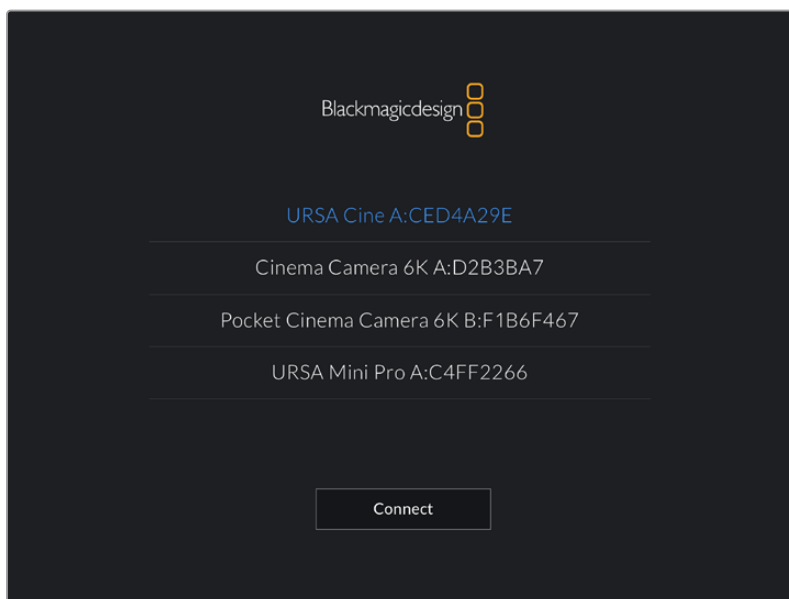 Blackmagicdesign
URSA Cine A:CED4A29E
Cinema Camera 6K A:D2B3BA7
Pocket Cinema Camera 6K B:F1B6F467
URSA Mini Pro A:C4FF2266
Connect